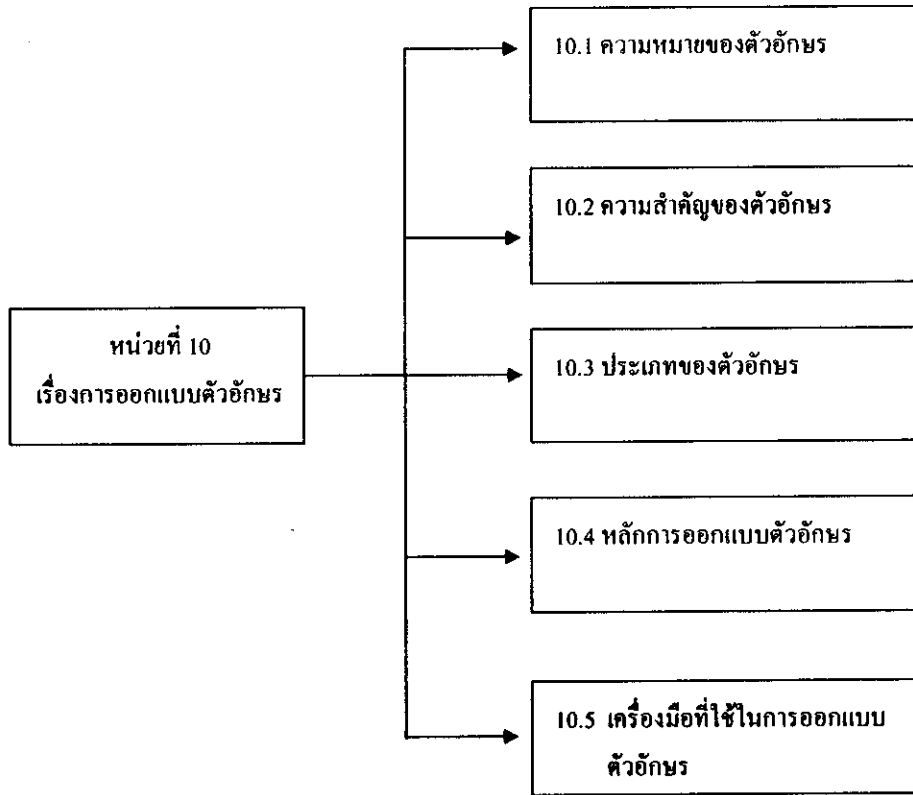 10.1 ความหมายของตัวอักษร
10.2 ความสำคัญของตัวอักษร
หน่วยที่ 10
เรื่องการออกแบบตัวอักษร
10.3 ประเภทของตัวอักษร
10.4 หลักการออกแบบตัวอักษร
10.5 เครื่องมือที่ใช้ในการออกแบบ
ตัวอักษร